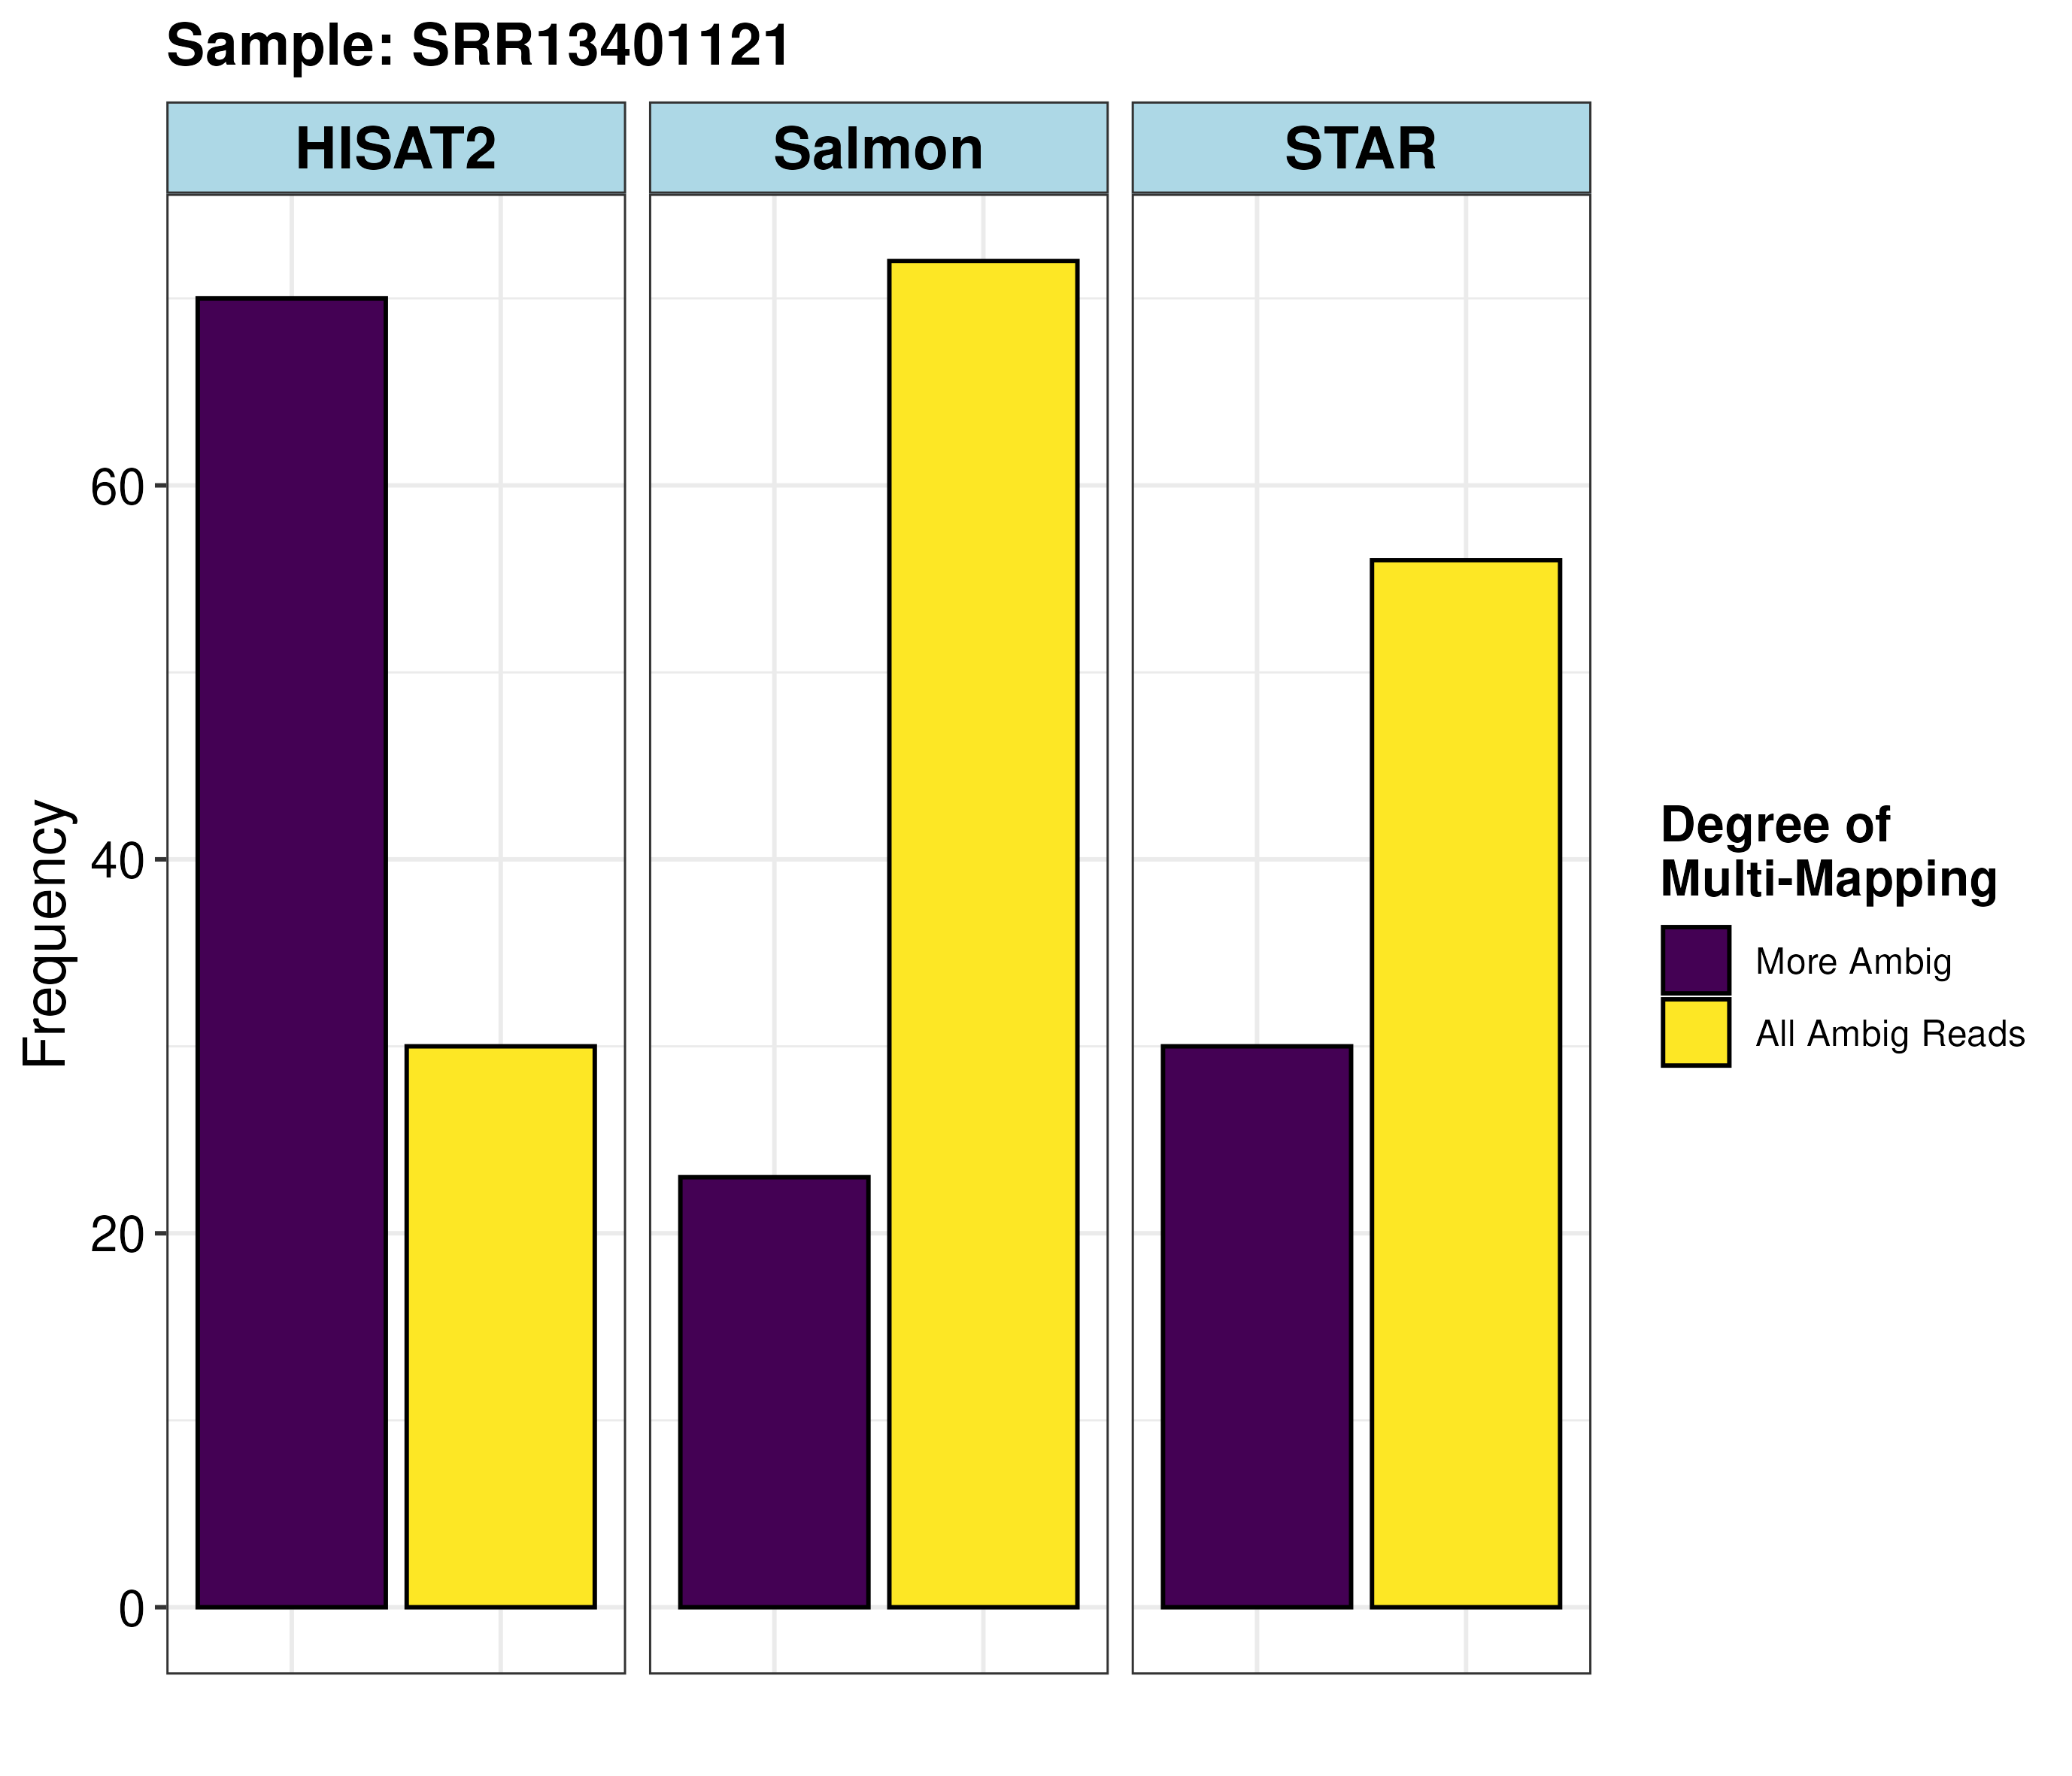 Sample: SRR13401121
HISAT2 Salmon STAR
60
40
20
0
Frequency
Degree of
Multi-Mapping
More Ambig
All Ambig Reads